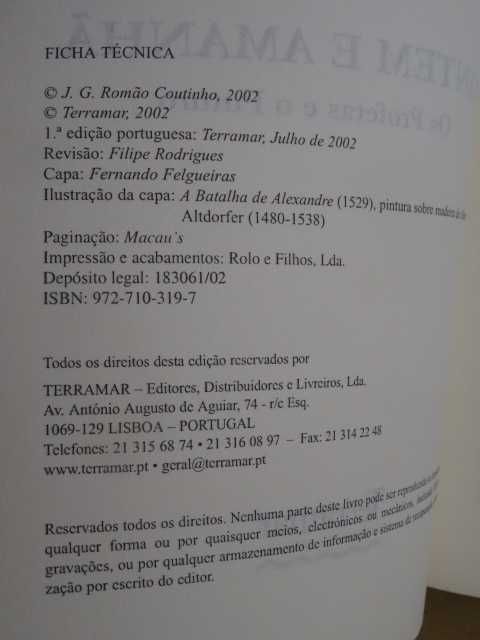 FICHA TÉCNICA
© J. G. Romão Coutinho, 2002
© Terramar, 2002
1.ª edição portuguesa: Terramar, Julho de 2002
Revisão: Filipe Rodrigues
Capa: Fernando Felgueiras
Ilustração da capa: A Batalha de Alexandre (1529), pintura sobre madeira de
Altdorfer (1480-1538)
Paginação: Macau's
Impressão e acabamentos: Rolo e Filhos, Lda.
Depósito legal: 183061/02
ISBN: 972-710-319-7
Todos os direitos desta edição reservados por
TERRAMAR – Editores, Distribuidores e Livreiros, Lda.
Av. António Augusto de Aguiar, 74 - r/c Esq.
1069-129 LISBOA – PORTUGAL
Telefones: 21 315 68 74 • 21 316 08 97 – Fax: 21 314 22 48
www.terramar.pt • geral@terramar.pt
Reservados todos os direitos. Nenhuma parte deste livro pode ser reproduzida
qualquer forma ou por quaisquer meios, electrónicos ou mecânicos,
gravações, ou por qualquer armazenamento de informação e sistema de
zação por escrito do editor.